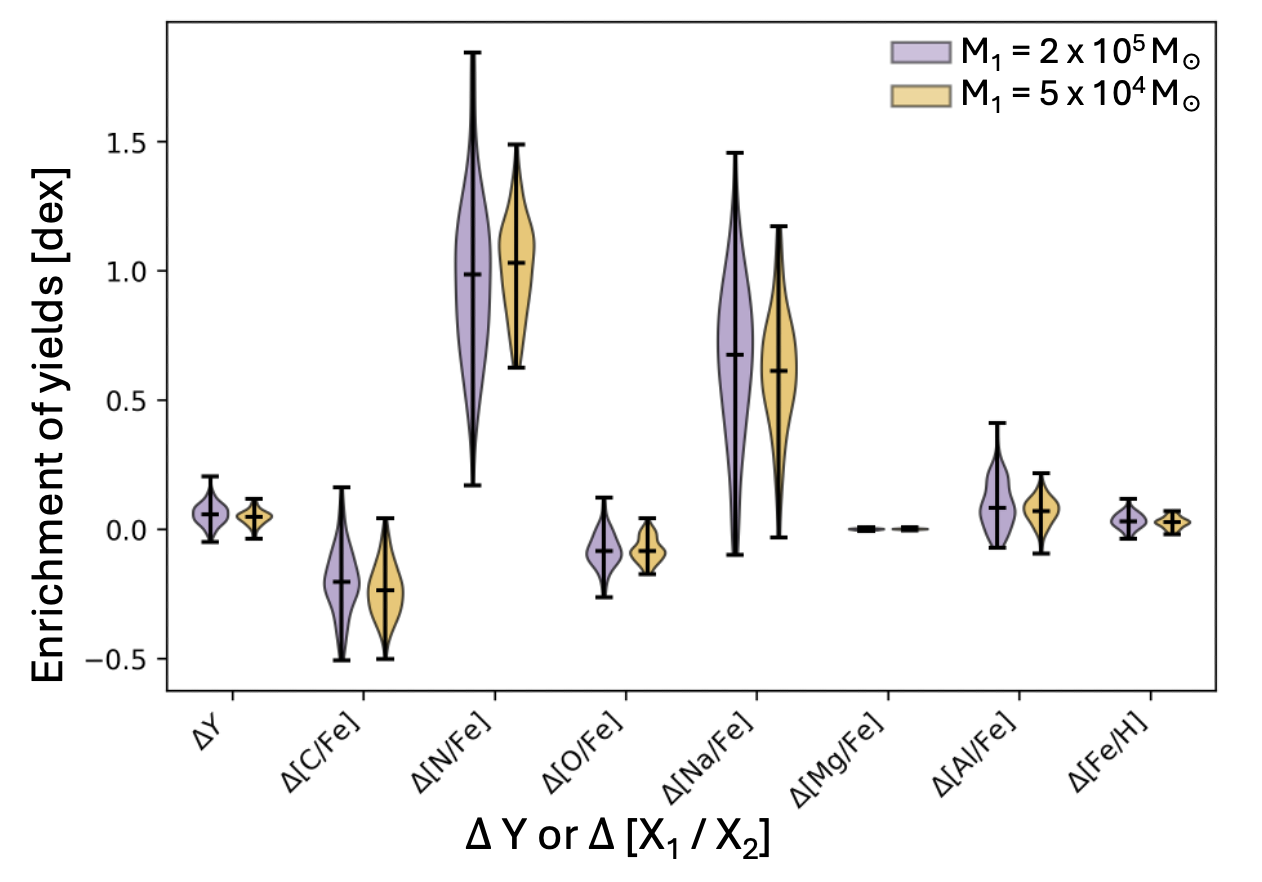 M₁ = 2 x 10⁵ M☉
M₁ = 5 x 10⁴ M☉
Enrichment of yields [dex]
1.5
1.0
0.5
0.0
−0.5
ΔY
Δ[C/Fe]
Δ[N/Fe]
Δ[O/Fe]
Δ[Na/Fe]
Δ[Mg/Fe]
Δ[Al/Fe]
Δ[Fe/H]
Δ Y or Δ [X₁ / X₂]